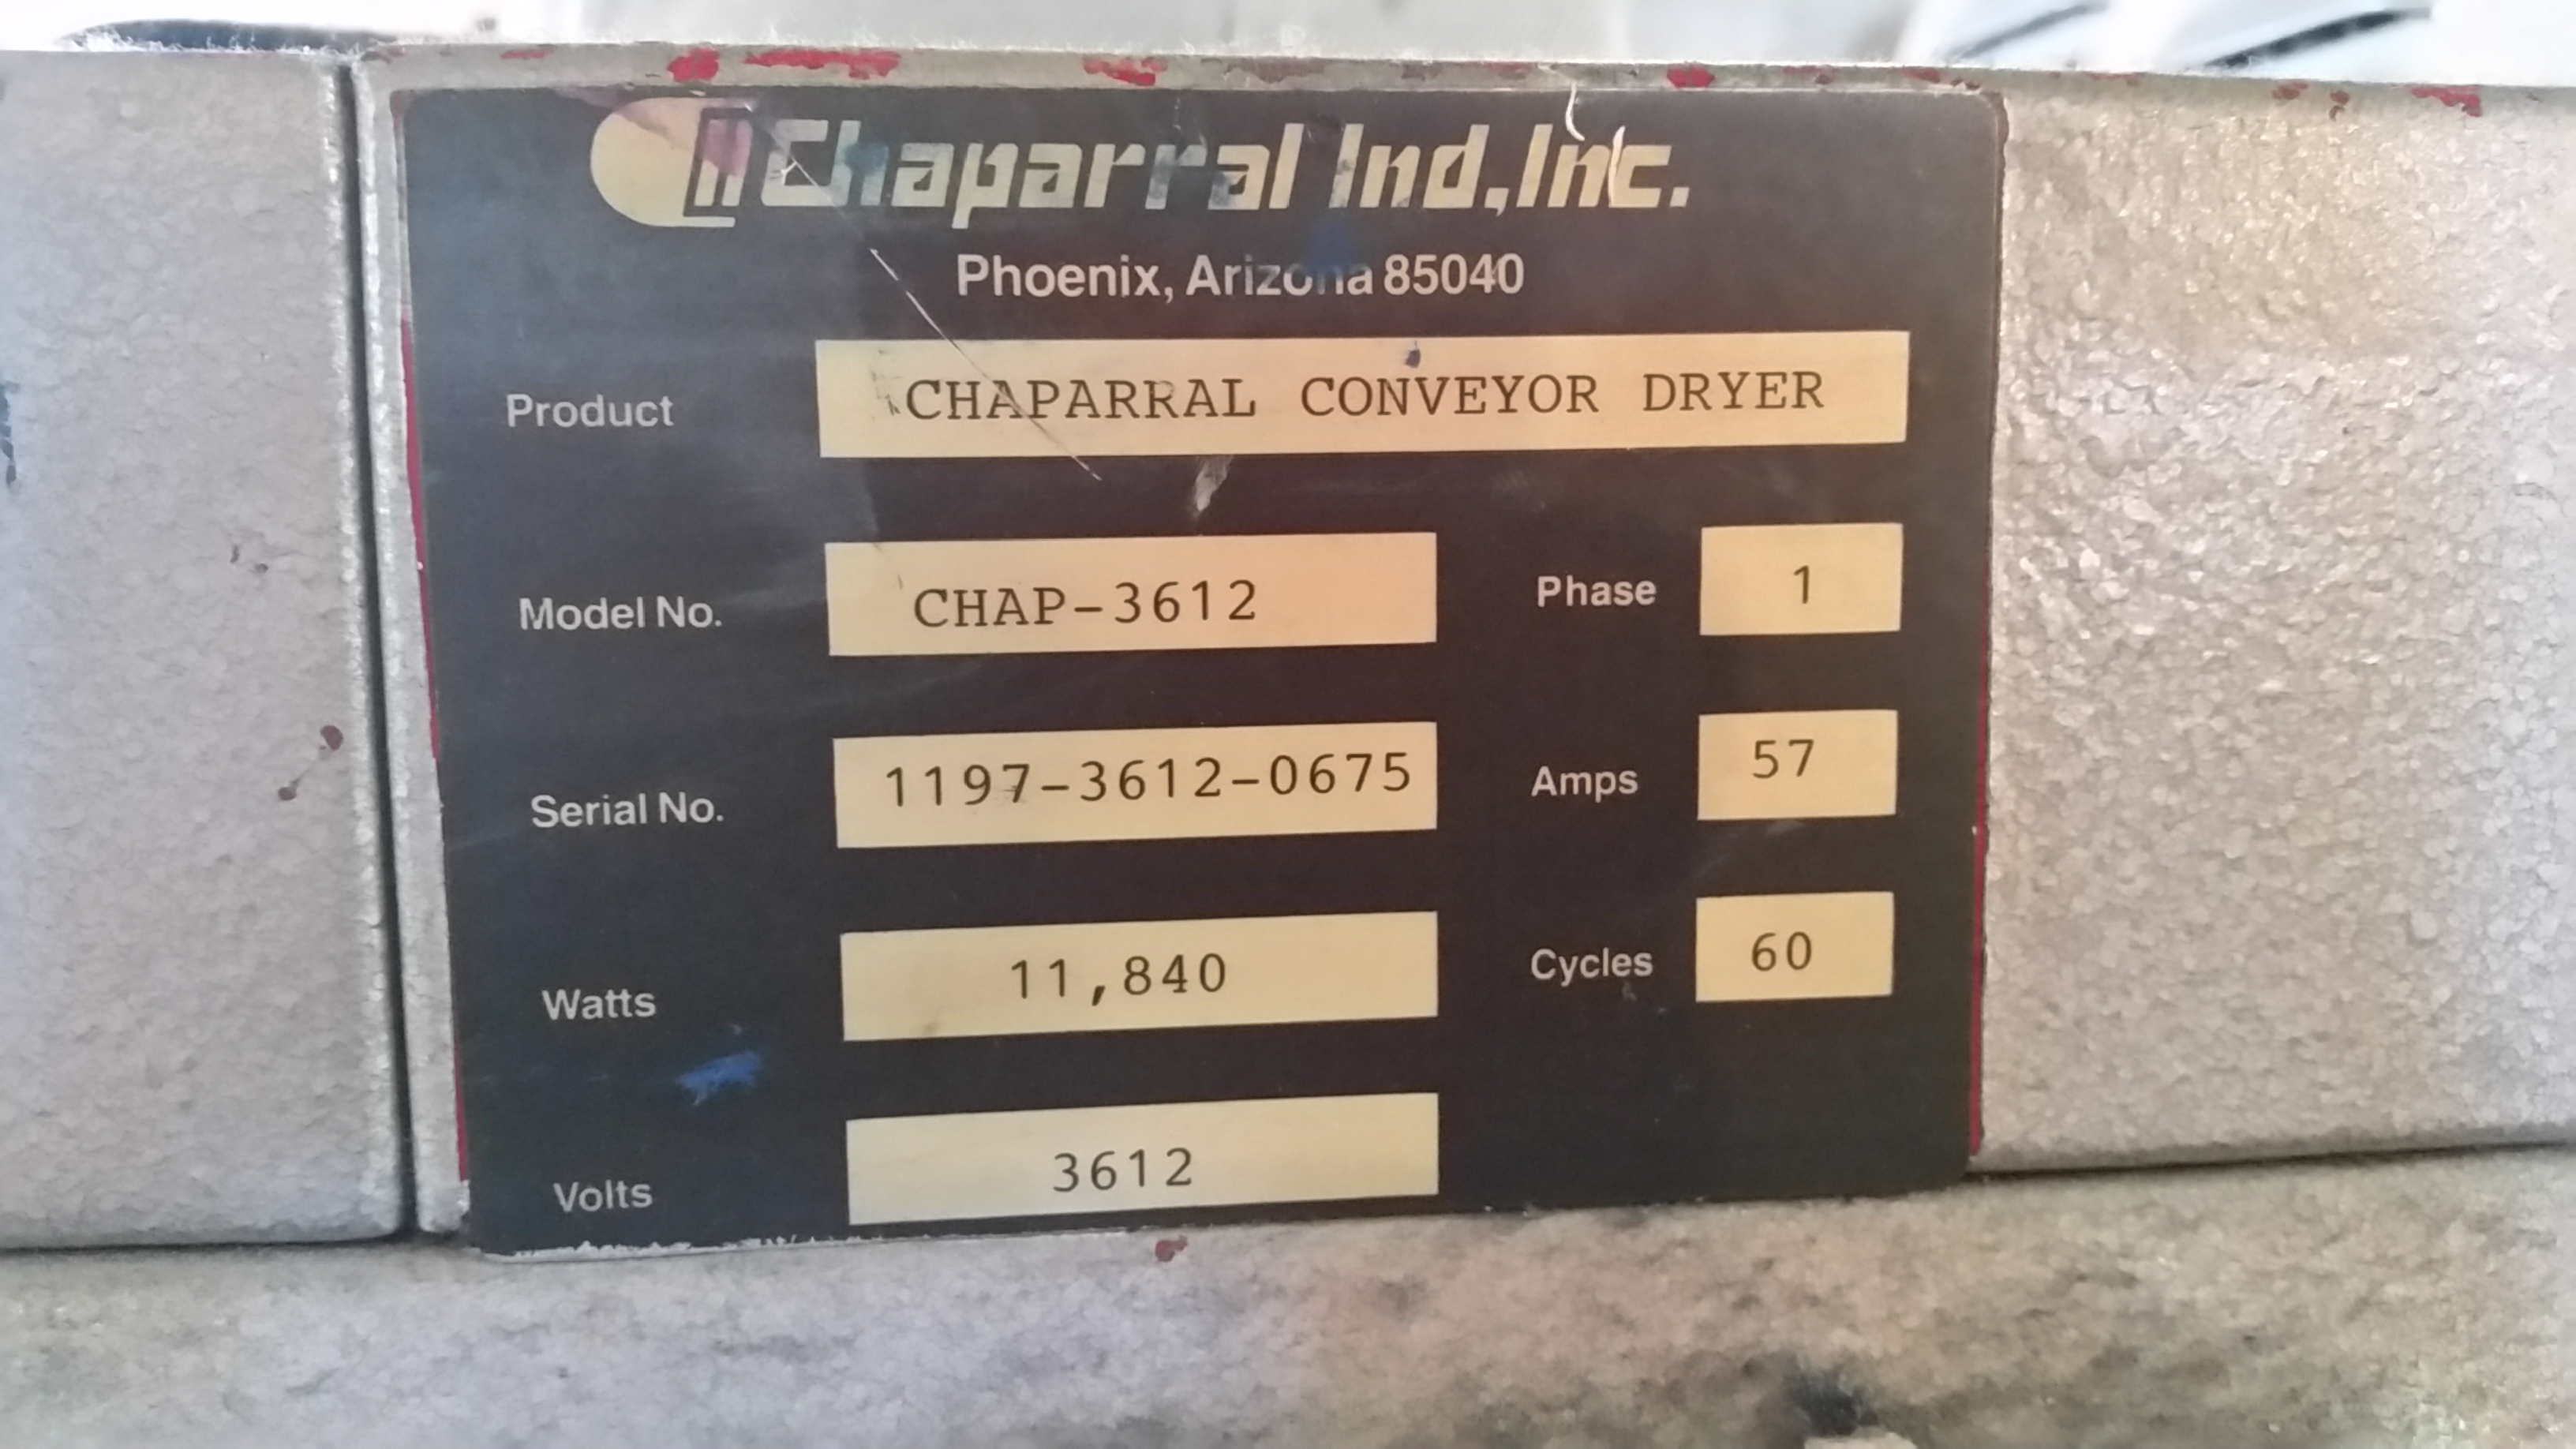 Chaparral Ind, Inc.
Phoenix, Arizona 85040
Product CHAPARRAL CONVEYOR DRYER
Model No. CHAP-3612 Phase 1
Serial No. 1197-3612-0675 Amps 57
Watts 11,840 Cycles 60
Volts 3612